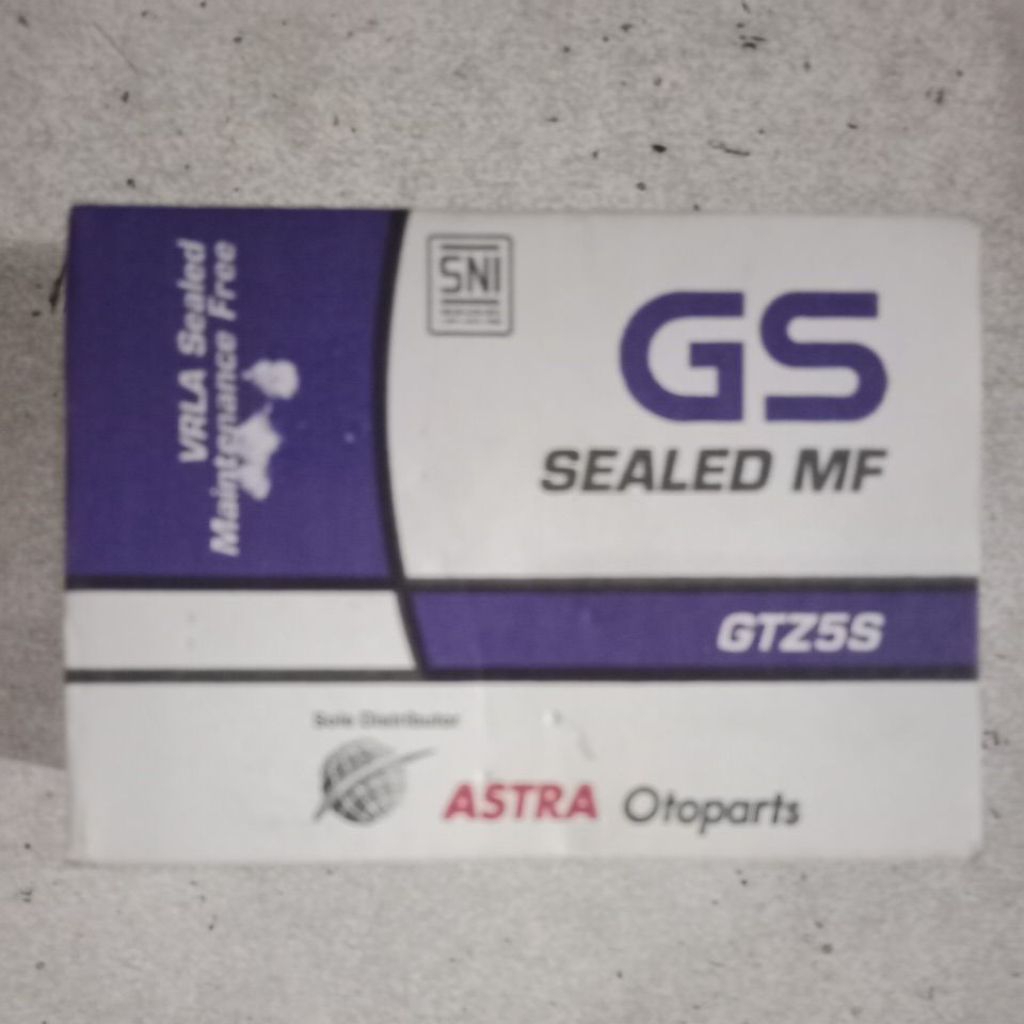 VRLA Sealed
Maintenance Free
SNI
GS
SEALED MF
GTZ5S
Sole Distributor
ASTRA Otoparts